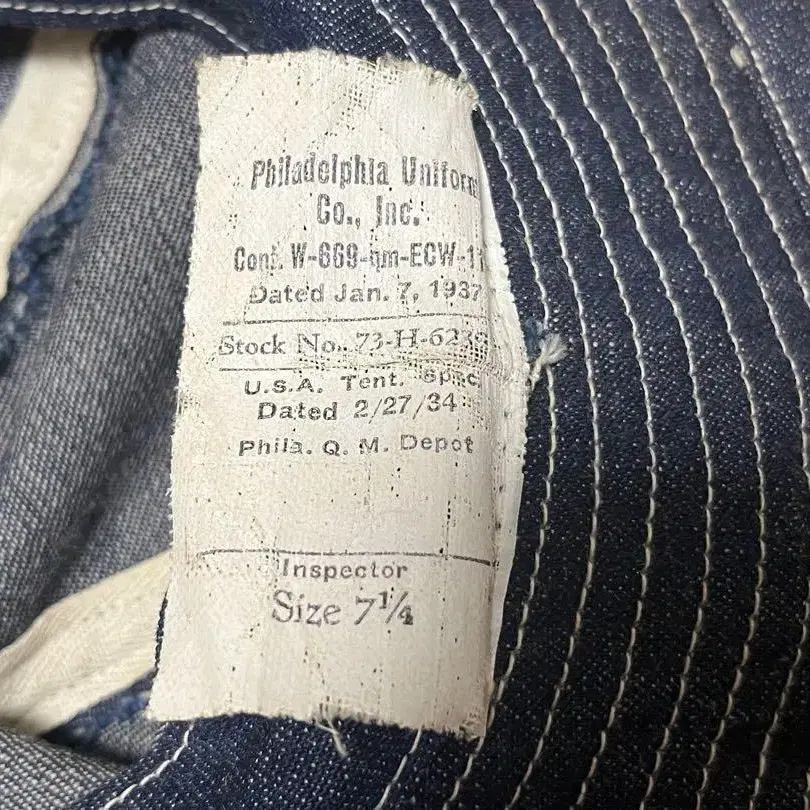 Philadelphia Uniform
Co., Inc.
Cont. W-669-qm-ECW-1
Dated Jan. 7, 1937
Stock No. 73-H-623
U.S.A. Tent. Spec.
Dated 2/27/34
Phila. Q. M. Depot
Inspector
Size 7¼